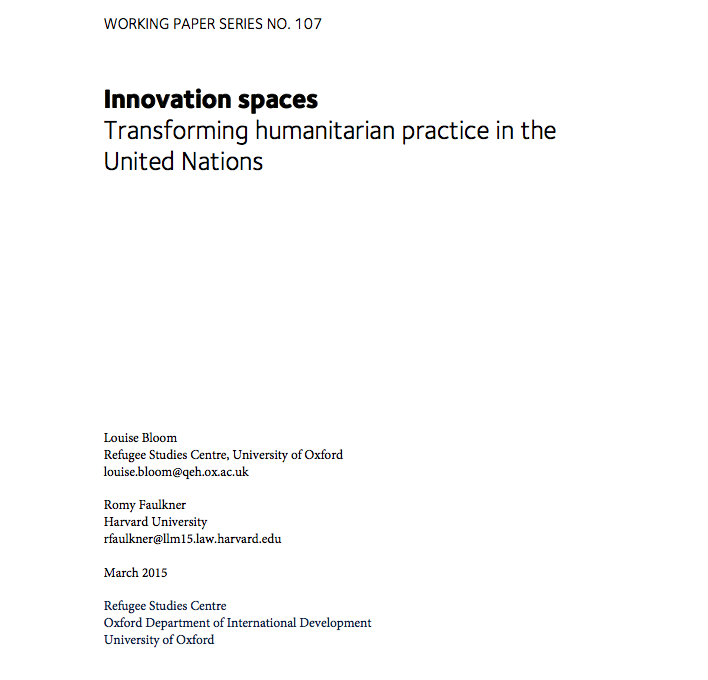 WORKING PAPER SERIES NO. 107
Innovation spaces
Transforming humanitarian practice in the
United Nations
Louise Bloom
Refugee Studies Centre, University of Oxford
louise.bloom@qeh.ox.ac.uk
Romy Faulkner
Harvard University
rfaulkner@llm15.law.harvard.edu
March 2015
Refugee Studies Centre
Oxford Department of International Development
University of Oxford